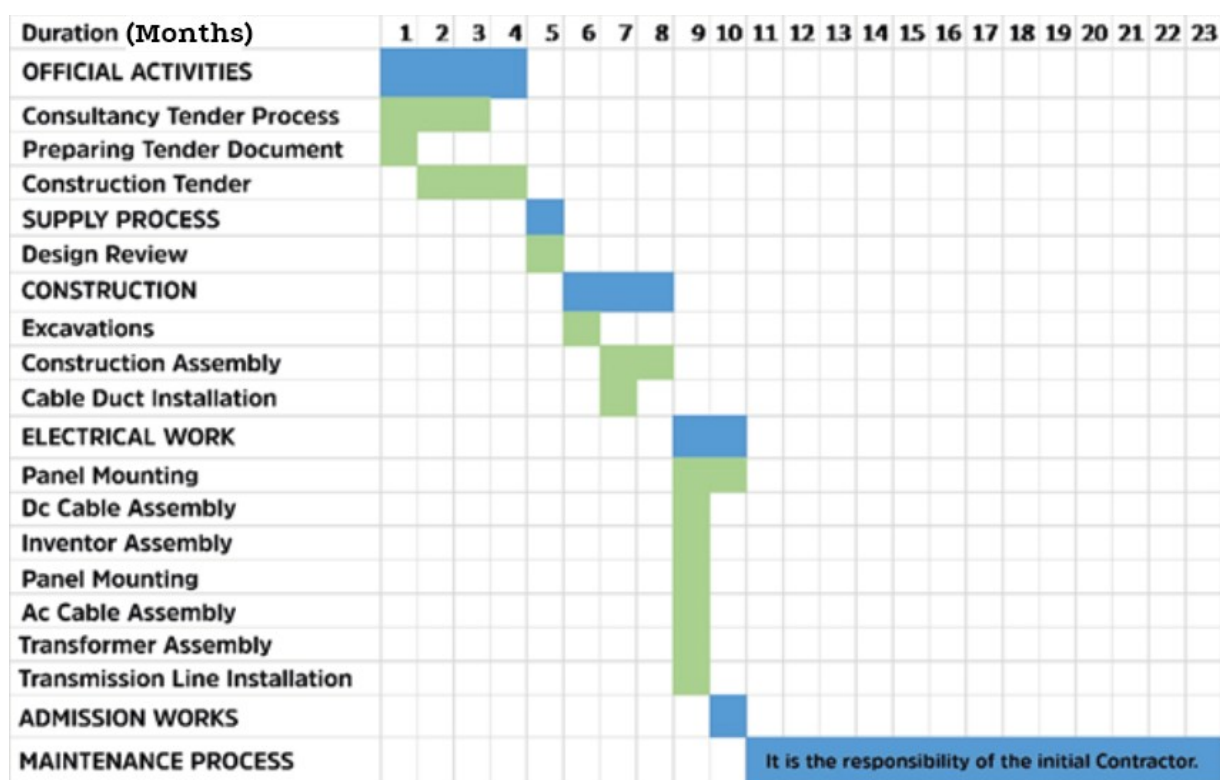 Duration (Months) 1 2 3 4 5 6 7 8 9 10 11 12 13 14 15 16 17 18 19 20 21 22 23
OFFICIAL ACTIVITIES
Consultancy Tender Process
Preparing Tender Document
Construction Tender
SUPPLY PROCESS
Design Review
CONSTRUCTION
Excavations
Construction Assembly
Cable Duct Installation
ELECTRICAL WORK
Panel Mounting
Dc Cable Assembly
Inventor Assembly
Panel Mounting
Ac Cable Assembly
Transformer Assembly
Transmission Line Installation
ADMISSION WORKS
MAINTENANCE PROCESS It is the responsibility of the initial Contractor.